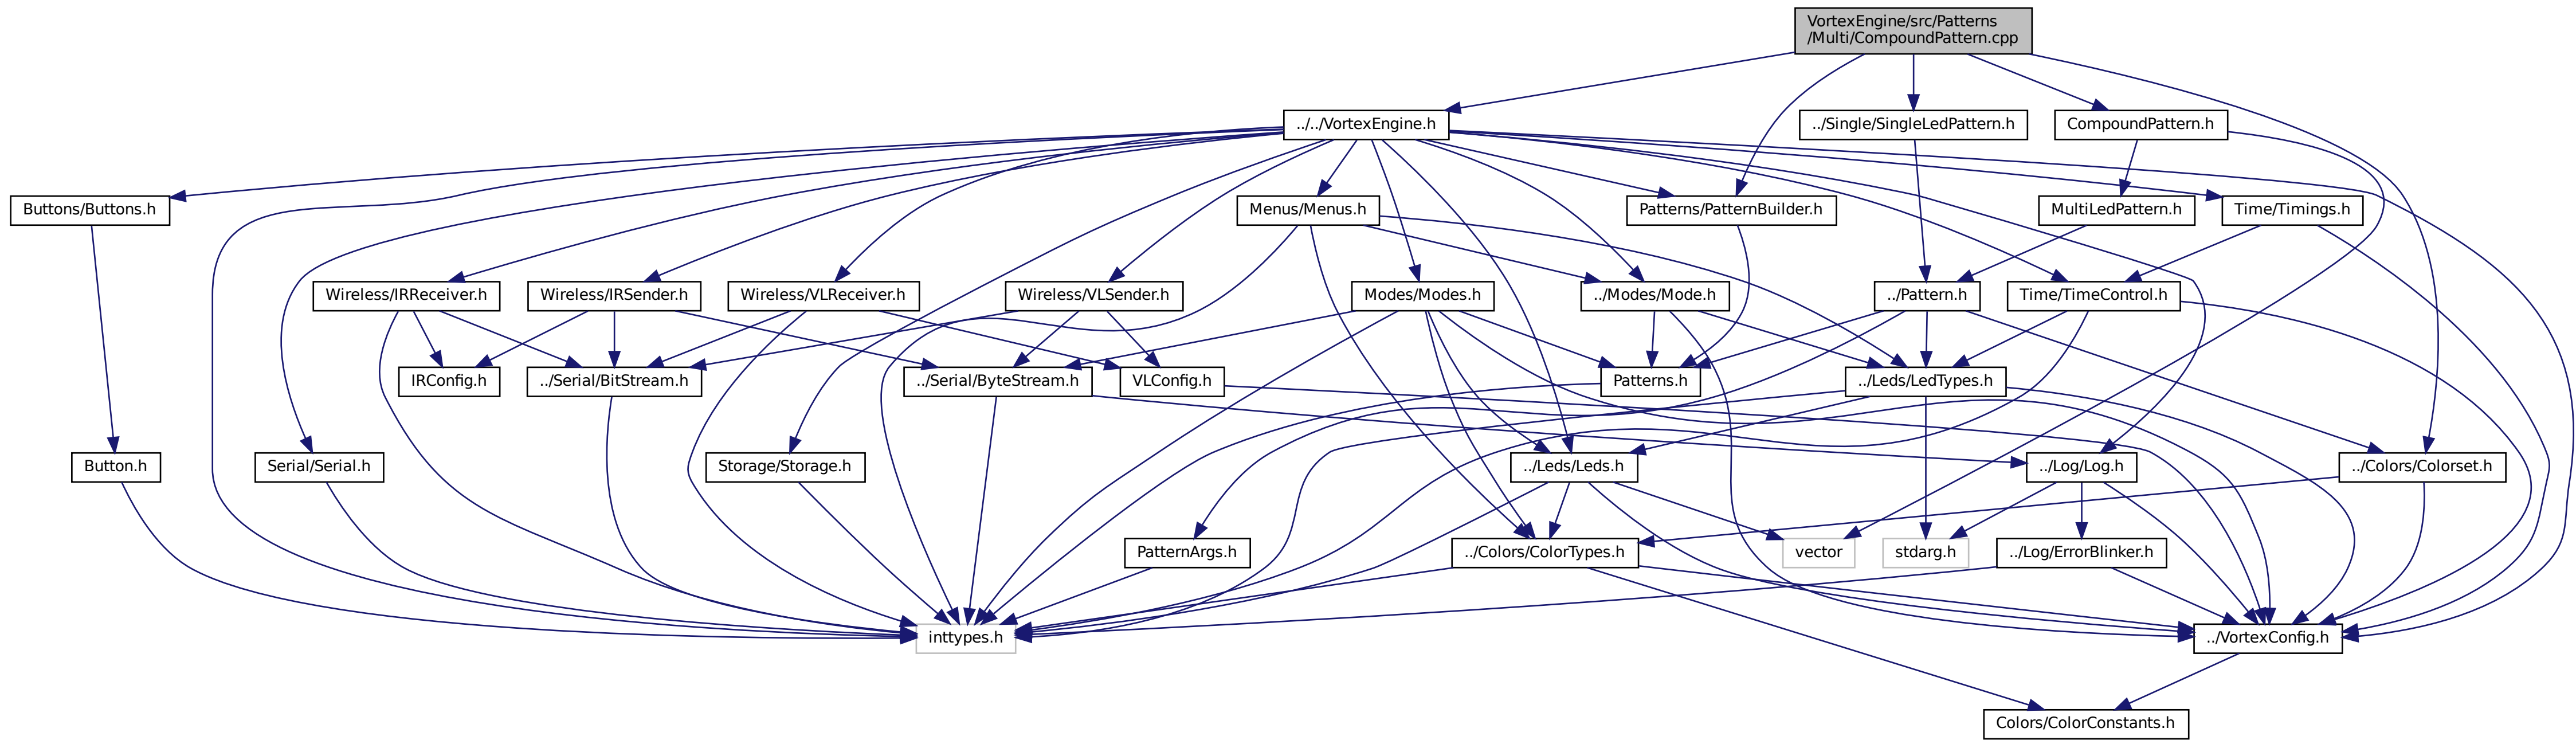 VortexEngine/src/Patterns
/Multi/CompoundPattern.cpp
../../VortexEngine.h
../Single/SingleLedPattern.h
CompoundPattern.h
Buttons/Buttons.h
Menus/Menus.h
Patterns/PatternBuilder.h
MultiLedPattern.h
Time/Timings.h
Wireless/IRReceiver.h
Wireless/IRSender.h
Wireless/VLReceiver.h
Wireless/VLSender.h
Modes/Modes.h
../Modes/Mode.h
../Pattern.h
Time/TimeControl.h
IRConfig.h
../Serial/BitStream.h
../Serial/ByteStream.h
VLConfig.h
Patterns.h
../Leds/LedTypes.h
Button.h
Serial/Serial.h
Storage/Storage.h
../Leds/Leds.h
../Log/Log.h
../Colors/Colorset.h
PatternArgs.h
../Colors/ColorTypes.h
vector
stdarg.h
../Log/ErrorBlinker.h
inttypes.h
../VortexConfig.h
Colors/ColorConstants.h